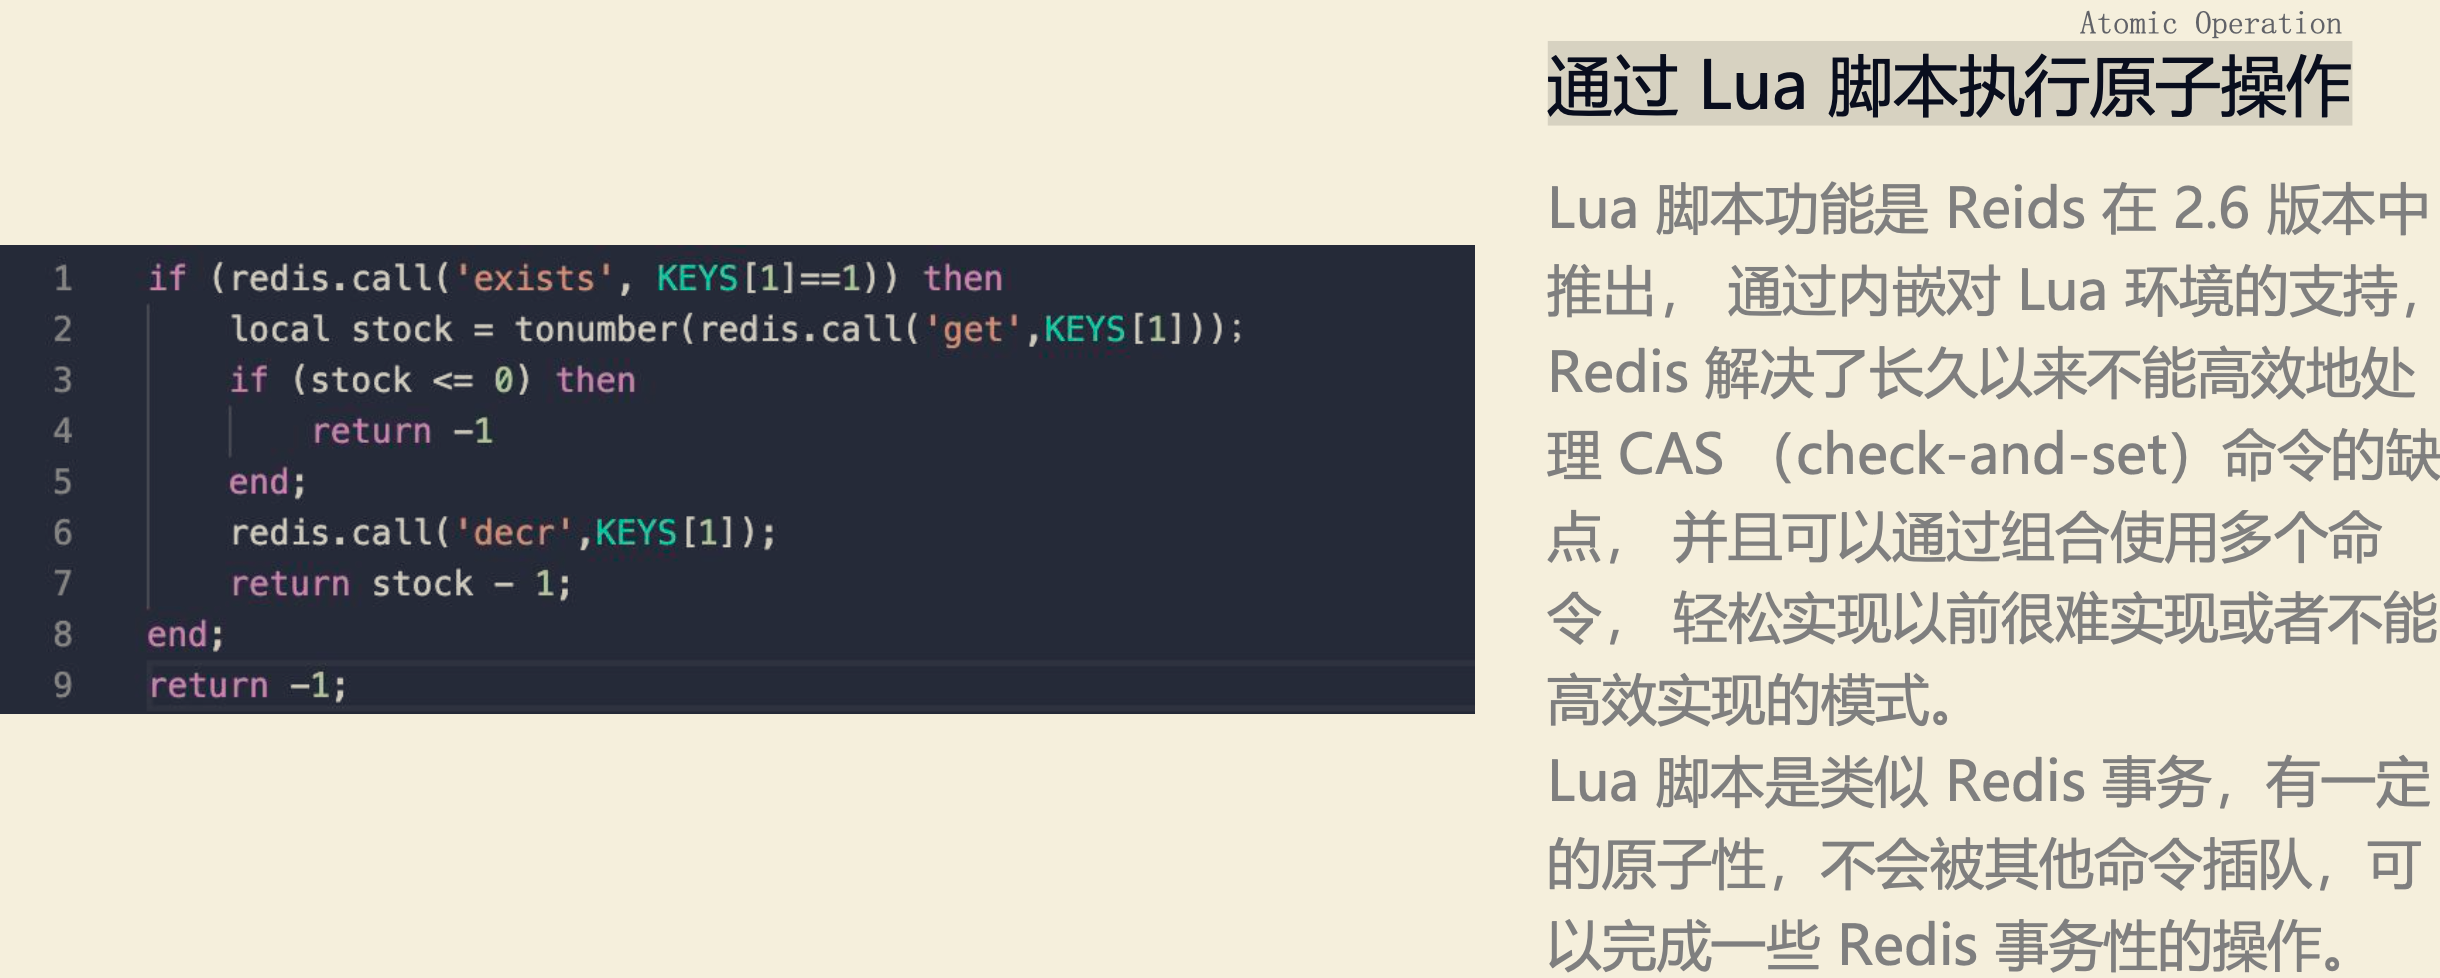 Atomic Operation
通过 Lua 脚本执行原子操作
1 if (redis.call('exists', KEYS[1]==1)) then
2 local stock = tonumber(redis.call('get',KEYS[1]));
3 if (stock <= 0) then
4 return -1
5 end;
6 redis.call('decr',KEYS[1]);
7 return stock - 1;
8 end;
9 return -1;
Lua 脚本功能是 Reids 在 2.6 版本中
推出， 通过内嵌对 Lua 环境的支持，
Redis 解决了长久以来不能高效地处
理 CAS （check-and-set）命令的缺
点， 并且可以通过组合使用多个命
令， 轻松实现以前很难实现或者不能
高效实现的模式。
Lua 脚本是类似 Redis 事务，有一定
的原子性，不会被其他命令插队，可
以完成一些 Redis 事务性的操作。